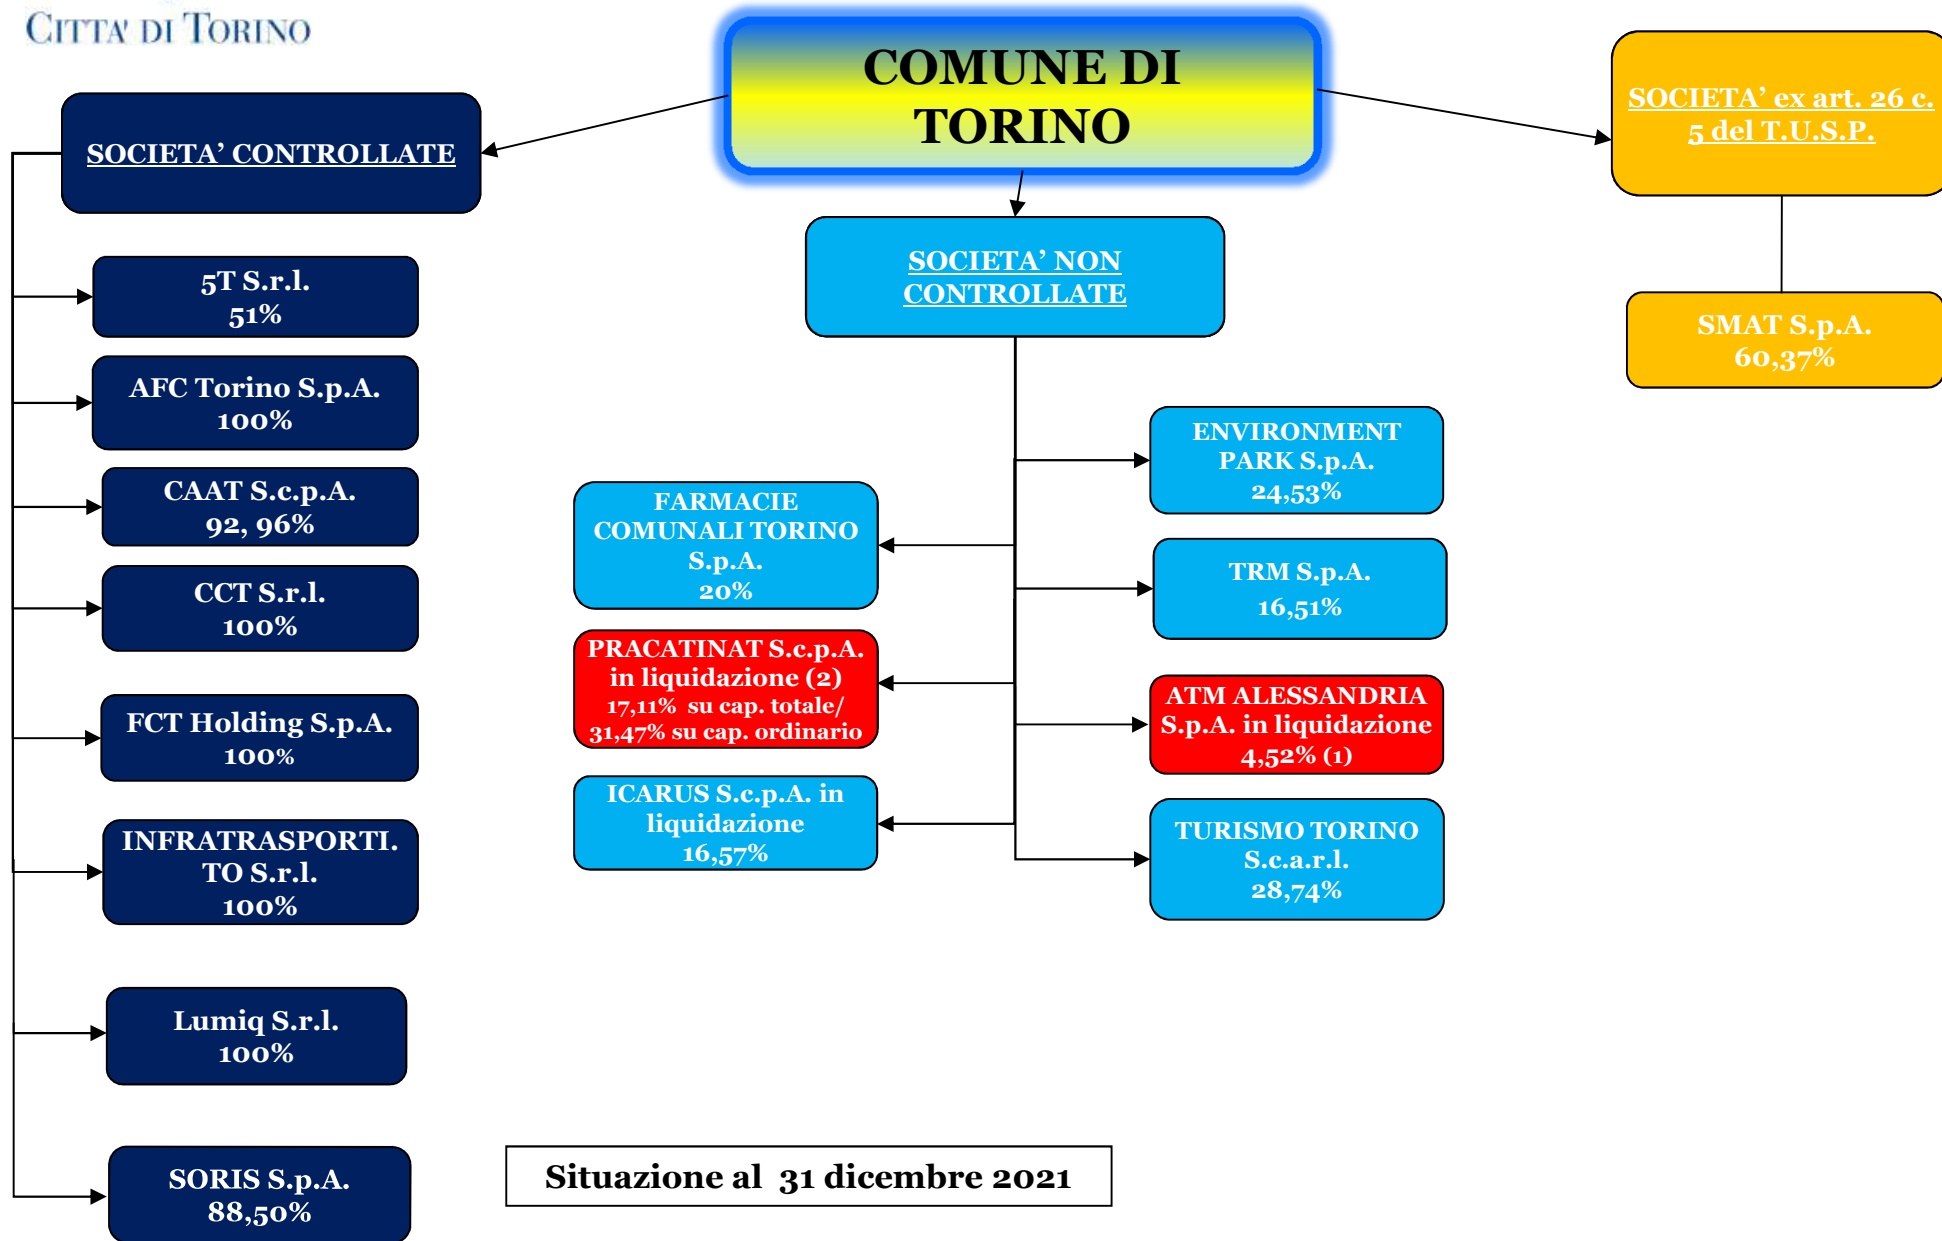 CITTA' DI TORINO
COMUNE DI
TORINO
SOCIETA' ex art. 26 c.
5 del T.U.S.P.
SMAT S.p.A.
60,37%
SOCIETA' CONTROLLATE
5T S.r.l.
51%
AFC Torino S.p.A.
100%
CAAT S.c.p.A.
92, 96%
CCT S.r.l.
100%
FCT Holding S.p.A.
100%
INFRATRASPORTI.
TO S.r.l.
100%
Lumiq S.r.l.
100%
SORIS S.p.A.
88,50%
SOCIETA' NON
CONTROLLATE
FARMACIE
COMUNALI TORINO
S.p.A.
20%
PRACATINAT S.c.p.A.
in liquidazione (2)
17,11% su cap. totale/
31,47% su cap. ordinario
ICARUS S.c.p.A. in
liquidazione
16,57%
ENVIRONMENT
PARK S.p.A.
24,53%
TRM S.p.A.
16,51%
ATM ALESSANDRIA
S.p.A. in liquidazione
4,52% (1)
TURISMO TORINO
S.c.a.r.l.
28,74%
Situazione al 31 dicembre 2021